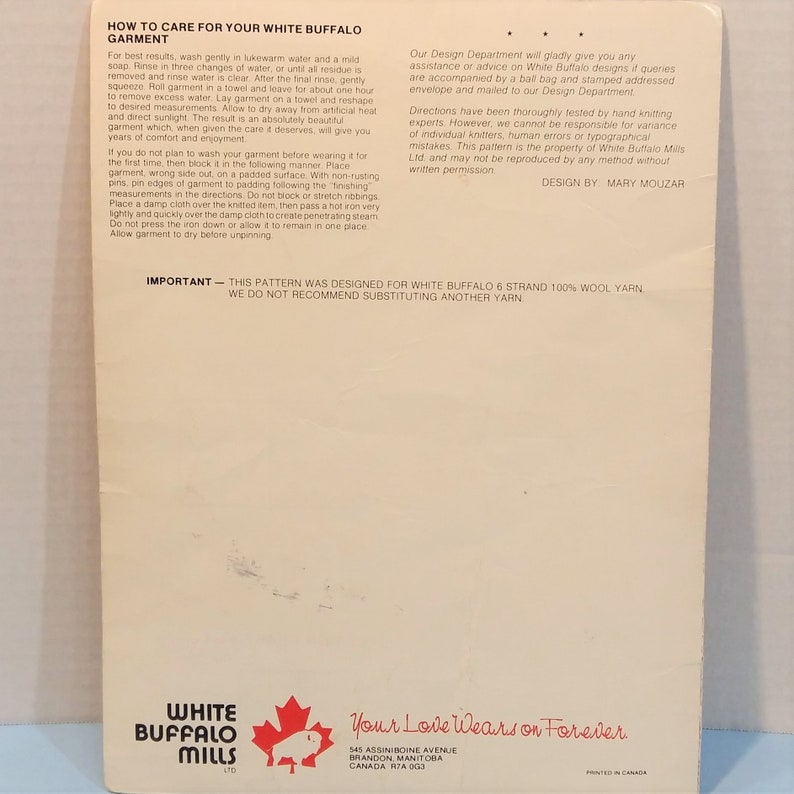 HOW TO CARE FOR YOUR WHITE BUFFALO
GARMENT
For best results, wash gently in lukewarm water and a mild
soap. Rinse in three changes of water, or until all residue is
removed and rinse water is clear. After the final rinse, gently
squeeze. Roll garment in a towel and leave for about one hour
to remove excess water. Lay garment on a towel and reshape
to desired measurements. Allow to dry away from artificial heat
and direct sunlight. The result is an absolutely beautiful
garment which, when given the care it deserves, will give you
years of comfort and enjoyment.
If you do not plan to wash your garment before wearing it for
the first time, then block it in the following manner. Place
garment, wrong side out, on a padded surface. With non-rusting
pins, pin edges of garment to padding following the "finishing"
measurements in the directions. Do not block or stretch ribbings.
Place a damp cloth over the knitted item, then pass a hot iron very
lightly and quickly over the damp cloth to create penetrating steam.
Do not press the iron down or allow it to remain in one place.
Allow garment to dry before unpinning.
* * *
Our Design Department will gladly give you any
assistance or advice on White Buffalo designs if queries
are accompanied by a ball bag and stamped addressed
envelope and mailed to our Design Department.
Directions have been thoroughly tested by hand knitting
experts. However, we cannot be responsible for variance
of individual knitters, human errors or typographical
mistakes. This pattern is the property of White Buffalo Mills
Ltd. and may not be reproduced by any method without
written permission.
DESIGN BY: MARY MOUZAR
IMPORTANT — THIS PATTERN WAS DESIGNED FOR WHITE BUFFALO 6 STRAND 100% WOOL YARN.
WE DO NOT RECOMMEND SUBSTITUTING ANOTHER YARN.
WHITE
BUFFALO
MILLS
LTD
Your Love Wears on Forever.
545 ASSINIBOINE AVENUE
BRANDON, MANITOBA
CANADA R7A 0G3
PRINTED IN CANADA